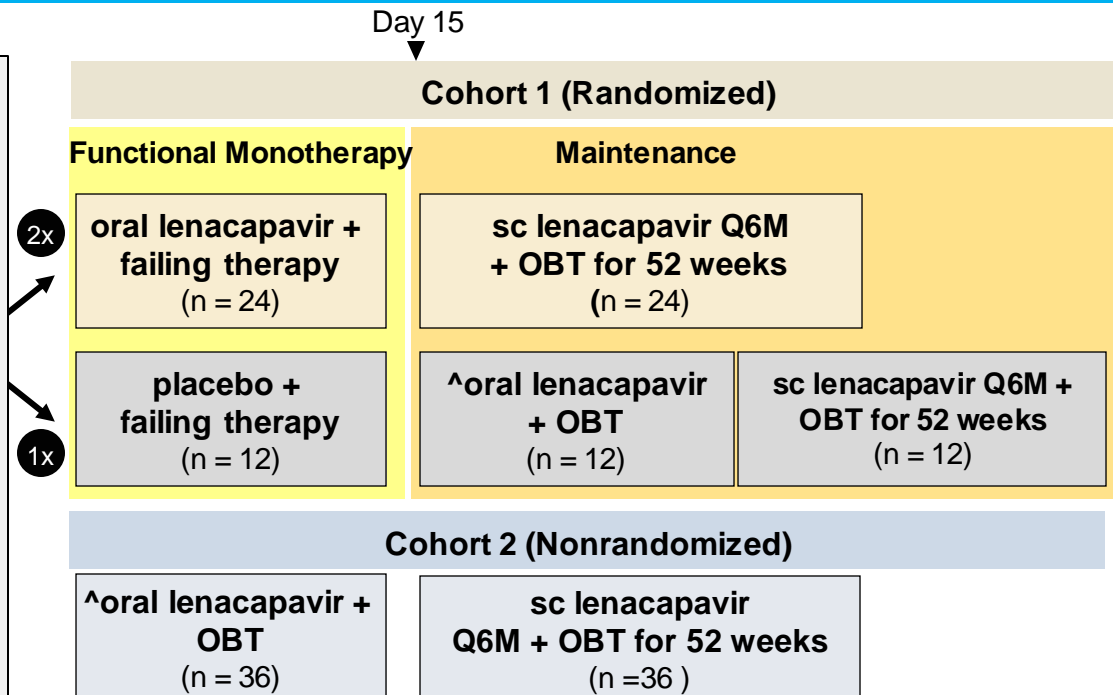 Day 15
Cohort 1 (Randomized)
Functional Monotherapy
Maintenance
2x
oral lenacapavir +
failing therapy
(n = 24)
sc lenacapavir Q6M
+ OBT for 52 weeks
(n = 24)
1x
placebo +
failing therapy
(n = 12)
^oral lenacapavir
+ OBT
(n = 12)
sc lenacapavir Q6M +
OBT for 52 weeks
(n = 12)
Cohort 2 (Nonrandomized)
^oral lenacapavir +
OBT
(n = 36)
sc lenacapavir
Q6M + OBT for 52 weeks
(n =36 )